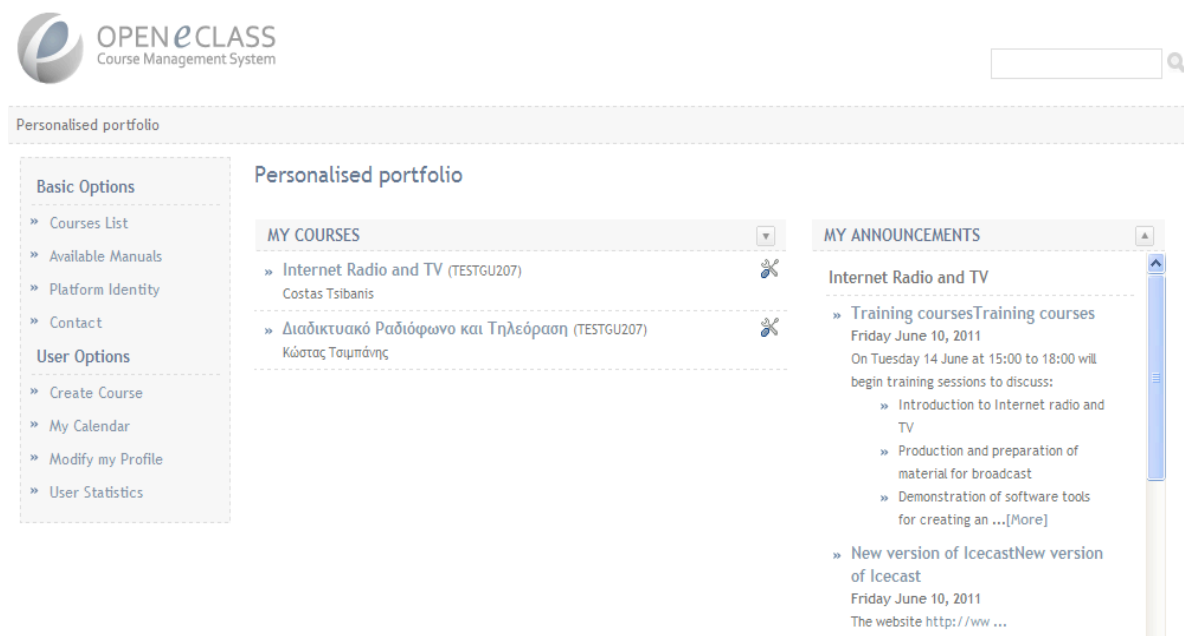 OPEN eCLASS
Course Management System
Personalised portfolio
Basic Options
» Courses List
» Available Manuals
» Platform Identity
» Contact
User Options
» Create Course
» My Calendar
» Modify my Profile
» User Statistics
Personalised portfolio
MY COURSES
» Internet Radio and TV (TESTGU207)
Costas Tsibanis
» Διαδικτυακό Ραδιόφωνο και Τηλεόραση (TESTGU207)
Κώστας Τσιμπάνης
MY ANNOUNCEMENTS
Internet Radio and TV
» Training coursesTraining courses
Friday June 10, 2011
On Tuesday 14 June at 15:00 to 18:00 will
begin training sessions to discuss:
» Introduction to Internet radio and
TV
» Production and preparation of
material for broadcast
» Demonstration of software tools
for creating an ...[More]
» New version of IcecastNew version
of Icecast
Friday June 10, 2011
The website http://ww ...